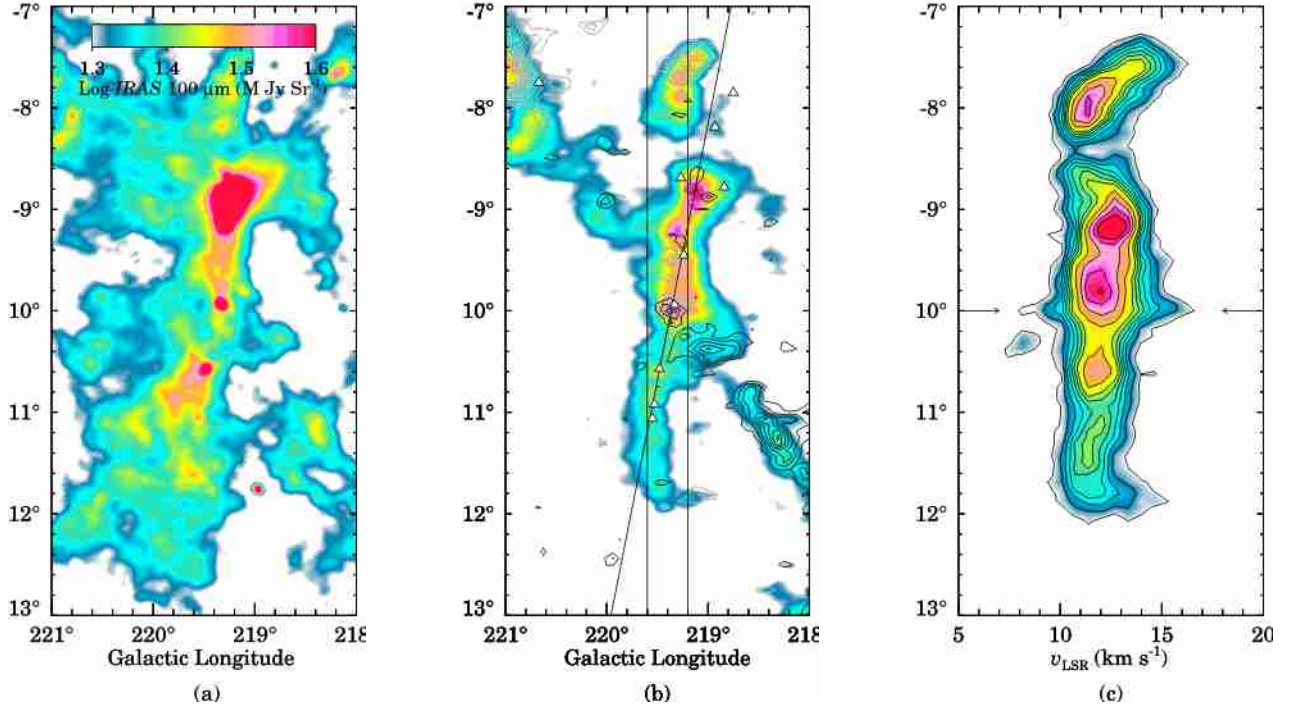 -7°
-8°
-9°
10°
11°
12°
13°
1.3 1.4 1.5 1.6
Log-IRAS 100 μm (M Jy Sr⁻¹)
221° 220° 219° 218
Galactic Longitude
(a)
-7°
-8°
-9°
10°
11°
12°
13°
221° 220° 219° 218
Galactic Longitude
(b)
-7°
-8°
-9°
10°
11°
12°
13°
5 10 15 20
v LSR (km s⁻¹)
(c)